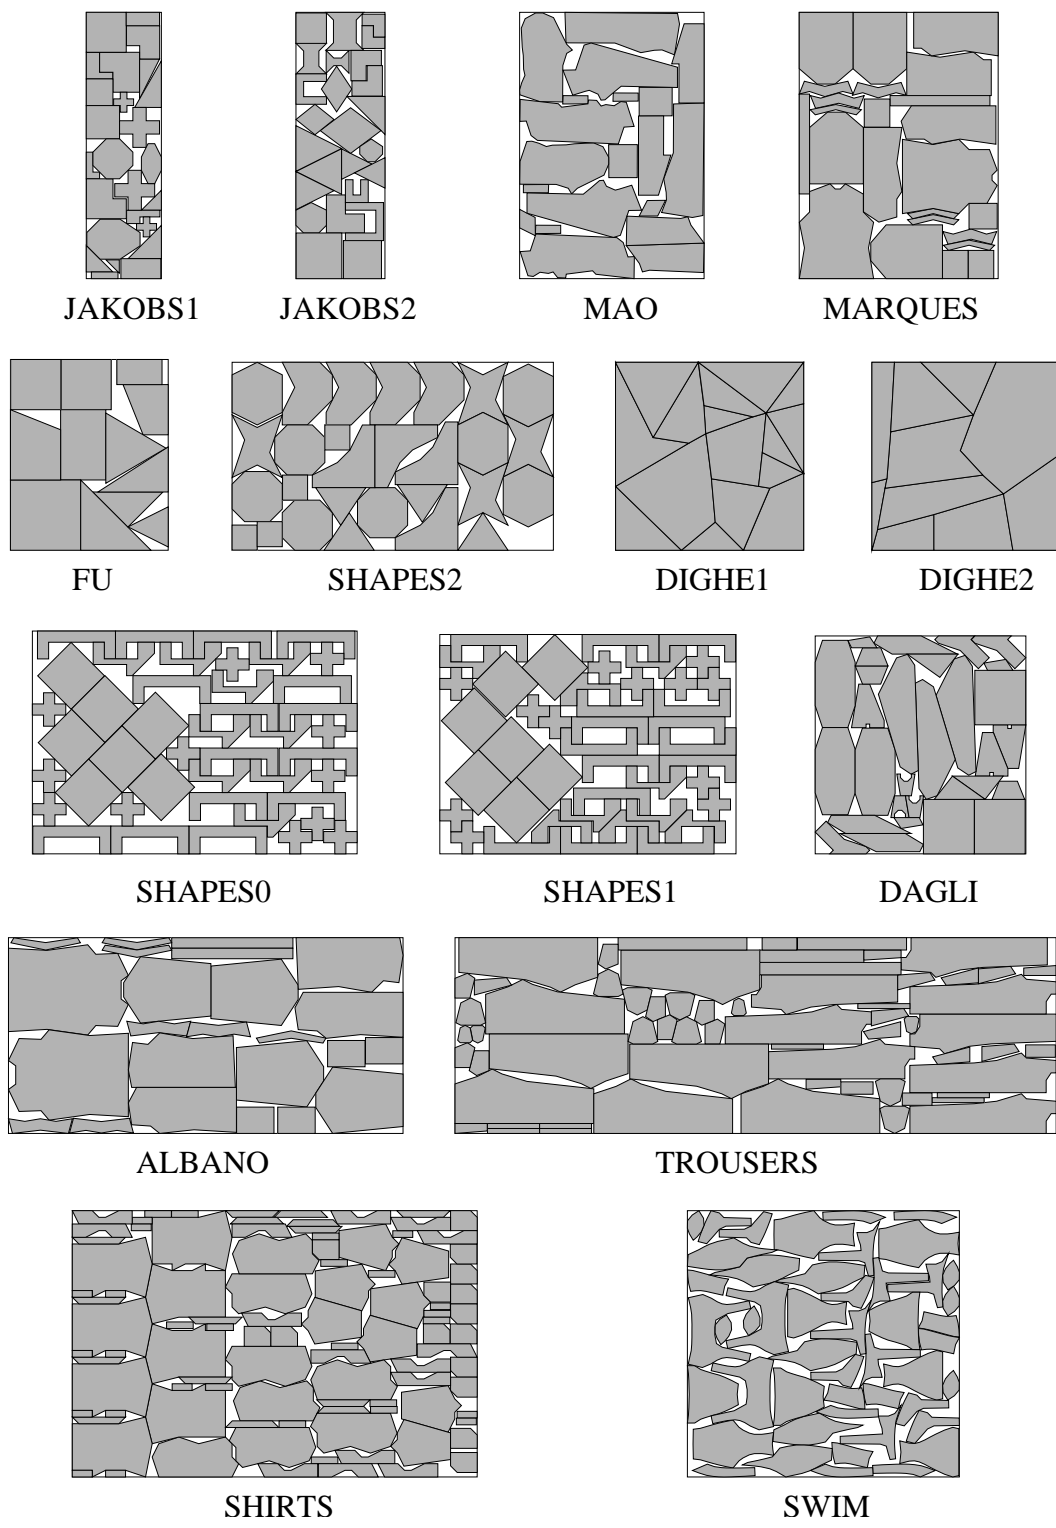 JAKOBS1 JAKOBS2 MAO MARQUES
FU SHAPES2 DIGHE1 DIGHE2
SHAPES0 SHAPES1 DAGLI
ALBANO TROUSERS
SHIRTS SWIM